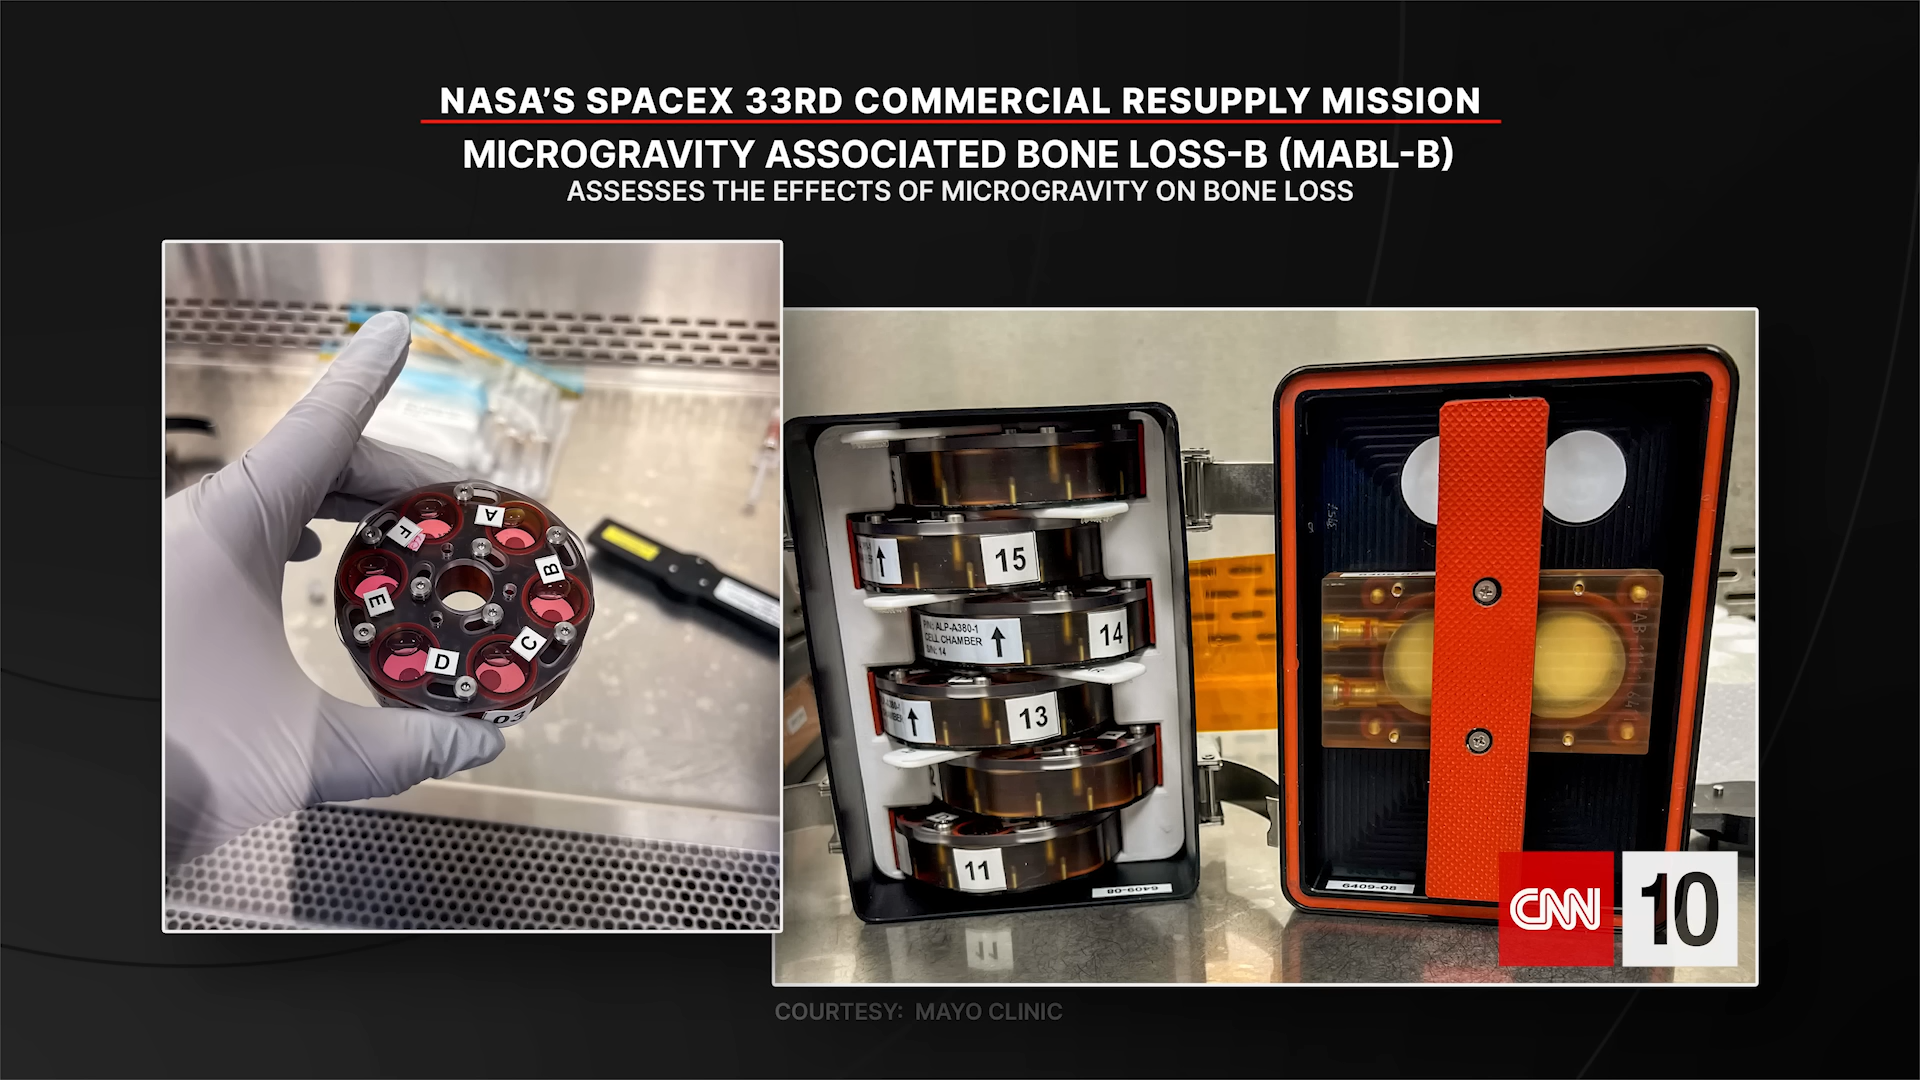 NASA'S SPACEX 33RD COMMERCIAL RESUPPLY MISSION
MICROGRAVITY ASSOCIATED BONE LOSS-B (MABL-B)
ASSESSES THE EFFECTS OF MICROGRAVITY ON BONE LOSS
A
B
C
D
E
F
03
15
P/N: ALP-A380-1
CELL CHAMBER
S/N: 14
14
13
11
6409-08
6409-08
CNN 10
COURTESY: MAYO CLINIC